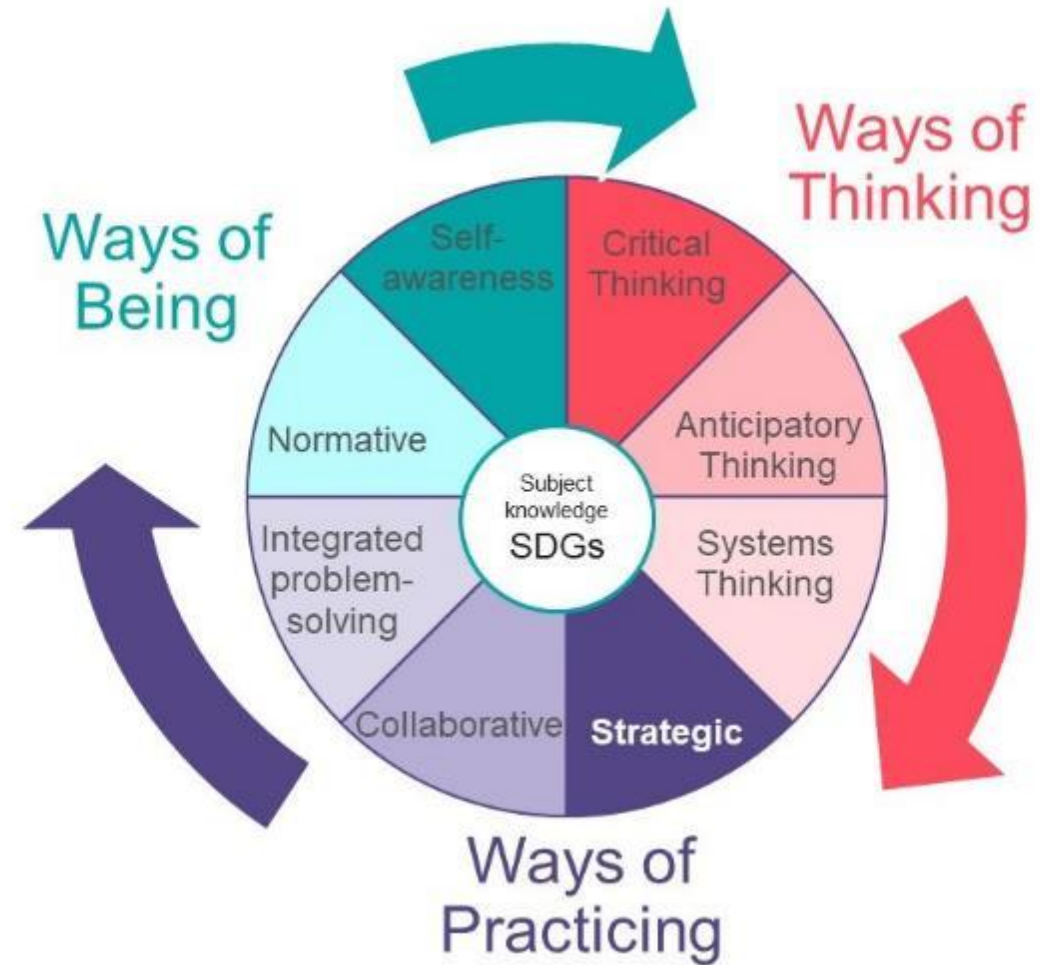 Ways of
Thinking
Ways of
Being
Self-
awareness
Critical
Thinking
Anticipatory
Thinking
Normative
Subject
knowledge
SDGs
Integrated
problem-
solving
Systems
Thinking
Collaborative
Strategic
Ways of
Practicing